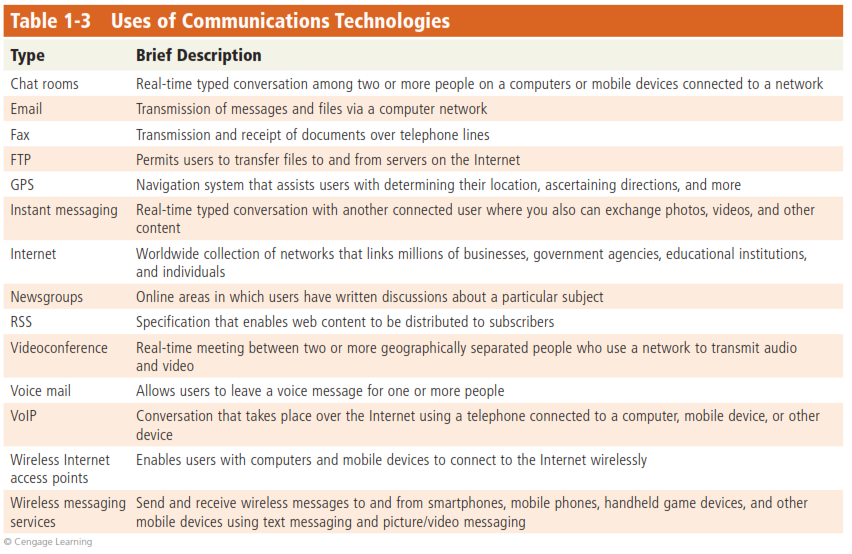 Table 1-3 Uses of Communications Technologies
Type Brief Description
Chat rooms Real-time typed conversation among two or more people on a computers or mobile devices connected to a network
Email Transmission of messages and files via a computer network
Fax Transmission and receipt of documents over telephone lines
FTP Permits users to transfer files to and from servers on the Internet
GPS Navigation system that assists users with determining their location, ascertaining directions, and more
Instant messaging Real-time typed conversation with another connected user where you also can exchange photos, videos, and other
content
Internet Worldwide collection of networks that links millions of businesses, government agencies, educational institutions,
and individuals
Newsgroups Online areas in which users have written discussions about a particular subject
RSS Specification that enables web content to be distributed to subscribers
Videoconference Real-time meeting between two or more geographically separated people who use a network to transmit audio
and video
Voice mail Allows users to leave a voice message for one or more people
VoIP Conversation that takes place over the Internet using a telephone connected to a computer, mobile device, or other
device
Wireless Internet Enables users with computers and mobile devices to connect to the Internet wirelessly
access points
Wireless messaging Send and receive wireless messages to and from smartphones, mobile phones, handheld game devices, and other
services mobile devices using text messaging and picture/video messaging
© Cengage Learning